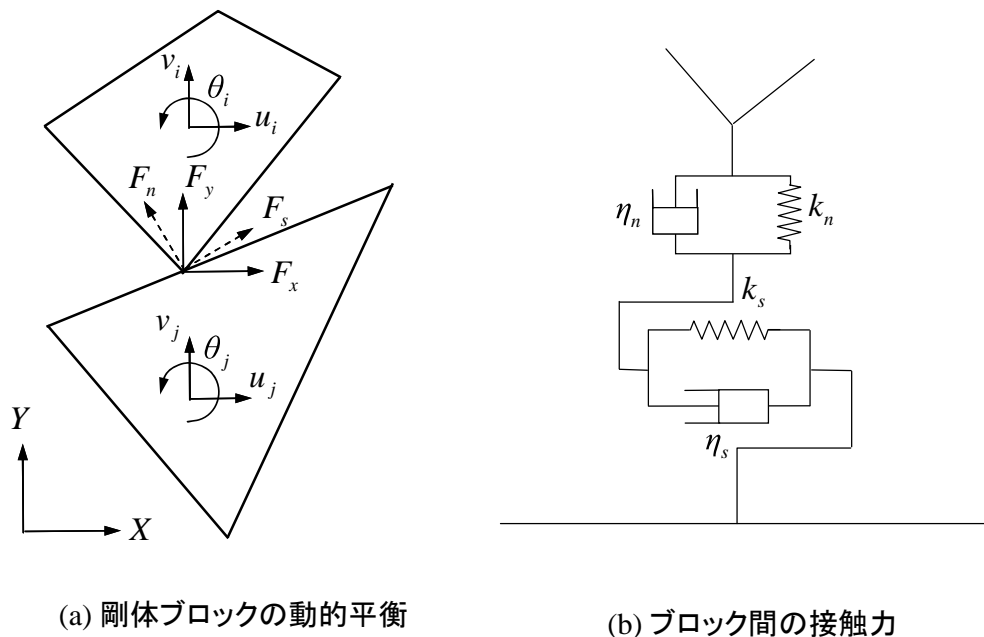 v_i
θ_i
u_i
F_n
F_y
F_s
F_x
v_j
θ_j
u_j
Y
X
(a) 剛体ブロックの動的平衡
η_n
k_n
k_s
η_s
(b) ブロック間の接触力